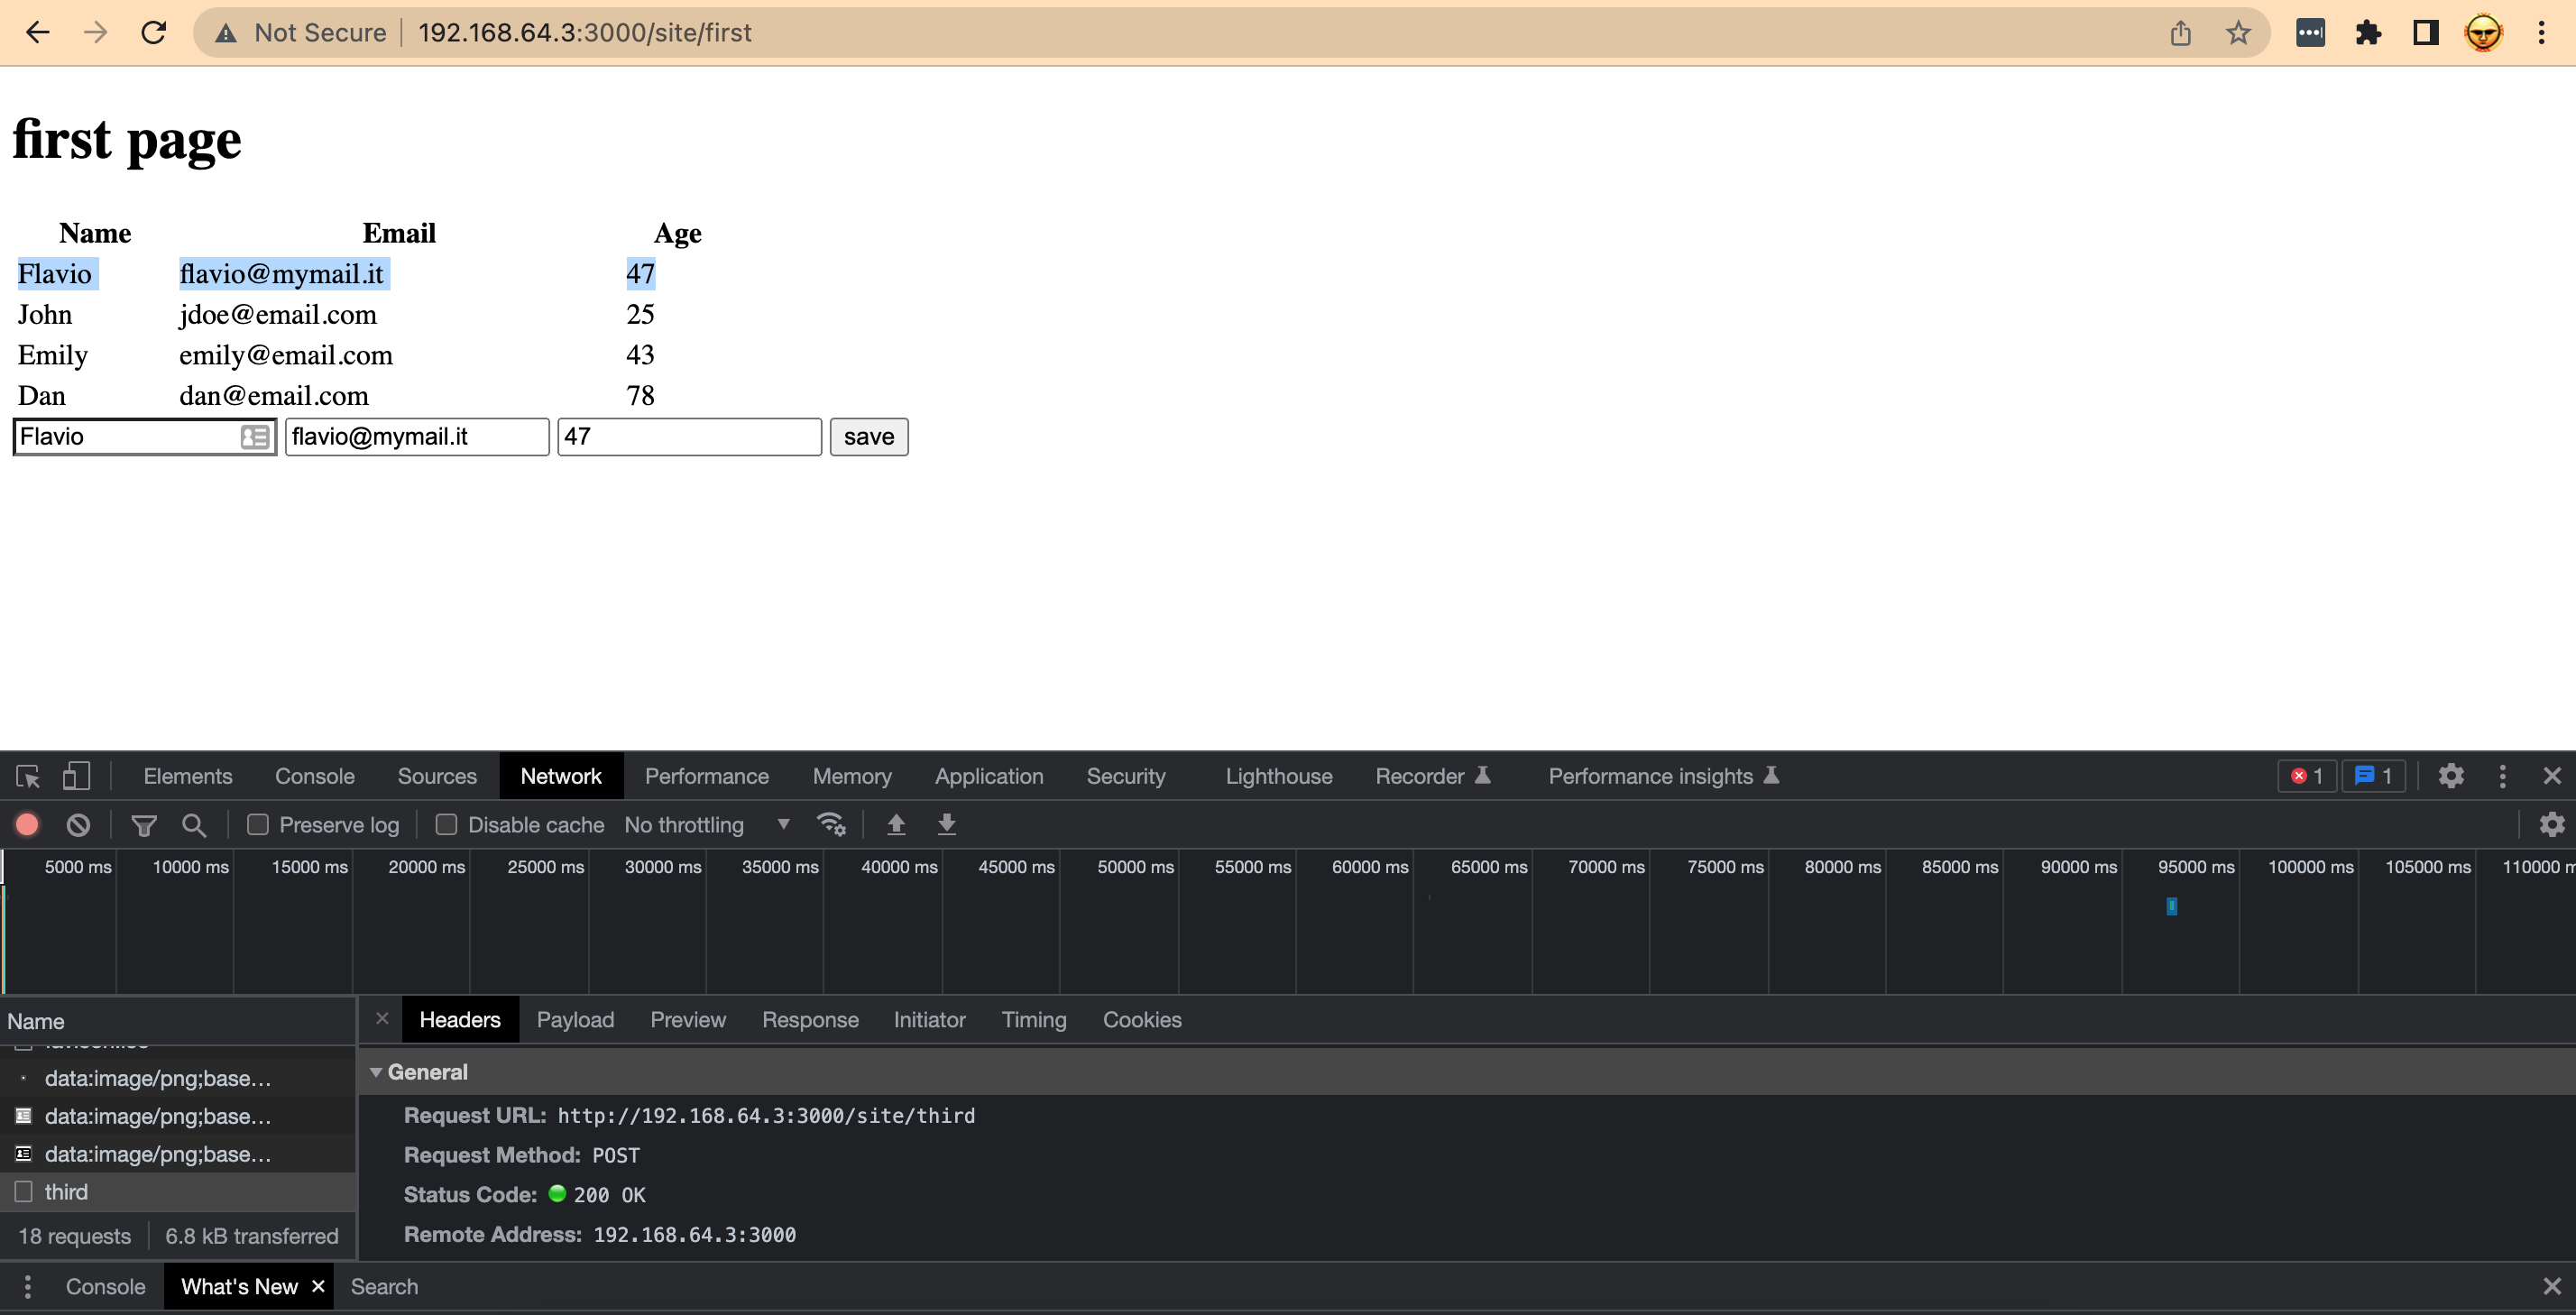 Not Secure 192.168.64.3:3000/site/first
first page
Name Email Age
Flavio flavio@mymail.it 47
John jdoe@email.com 25
Emily emily@email.com 43
Dan dan@email.com 78
Flavio flavio@mymail.it 47 save
Elements Console Sources Network Performance Memory Application Security Lighthouse Recorder Performance insights 1 1
Preserve log Disable cache No throttling
5000 ms 10000 ms 15000 ms 20000 ms 25000 ms 30000 ms 35000 ms 40000 ms 45000 ms 50000 ms 55000 ms 60000 ms 65000 ms 70000 ms 75000 ms 80000 ms 85000 ms 90000 ms 95000 ms 100000 ms 105000 ms 110000 m
Name Headers Payload Preview Response Initiator Timing Cookies
General
data:image/png;base…
Request URL: http://192.168.64.3:3000/site/third
data:image/png;base…
Request Method: POST
data:image/png;base…
third
Status Code: 200 OK
18 requests 6.8 kB transferred
Remote Address: 192.168.64.3:3000
Console What's New Search